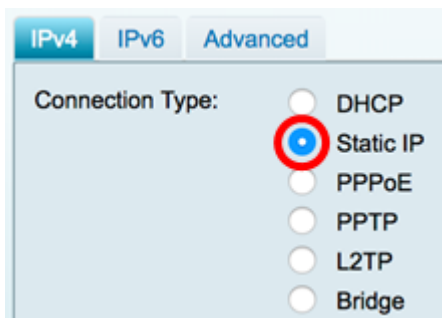 IPv4 IPv6 Advanced
Connection Type: DHCP
Static IP
PPPoE
PPTP
L2TP
Bridge